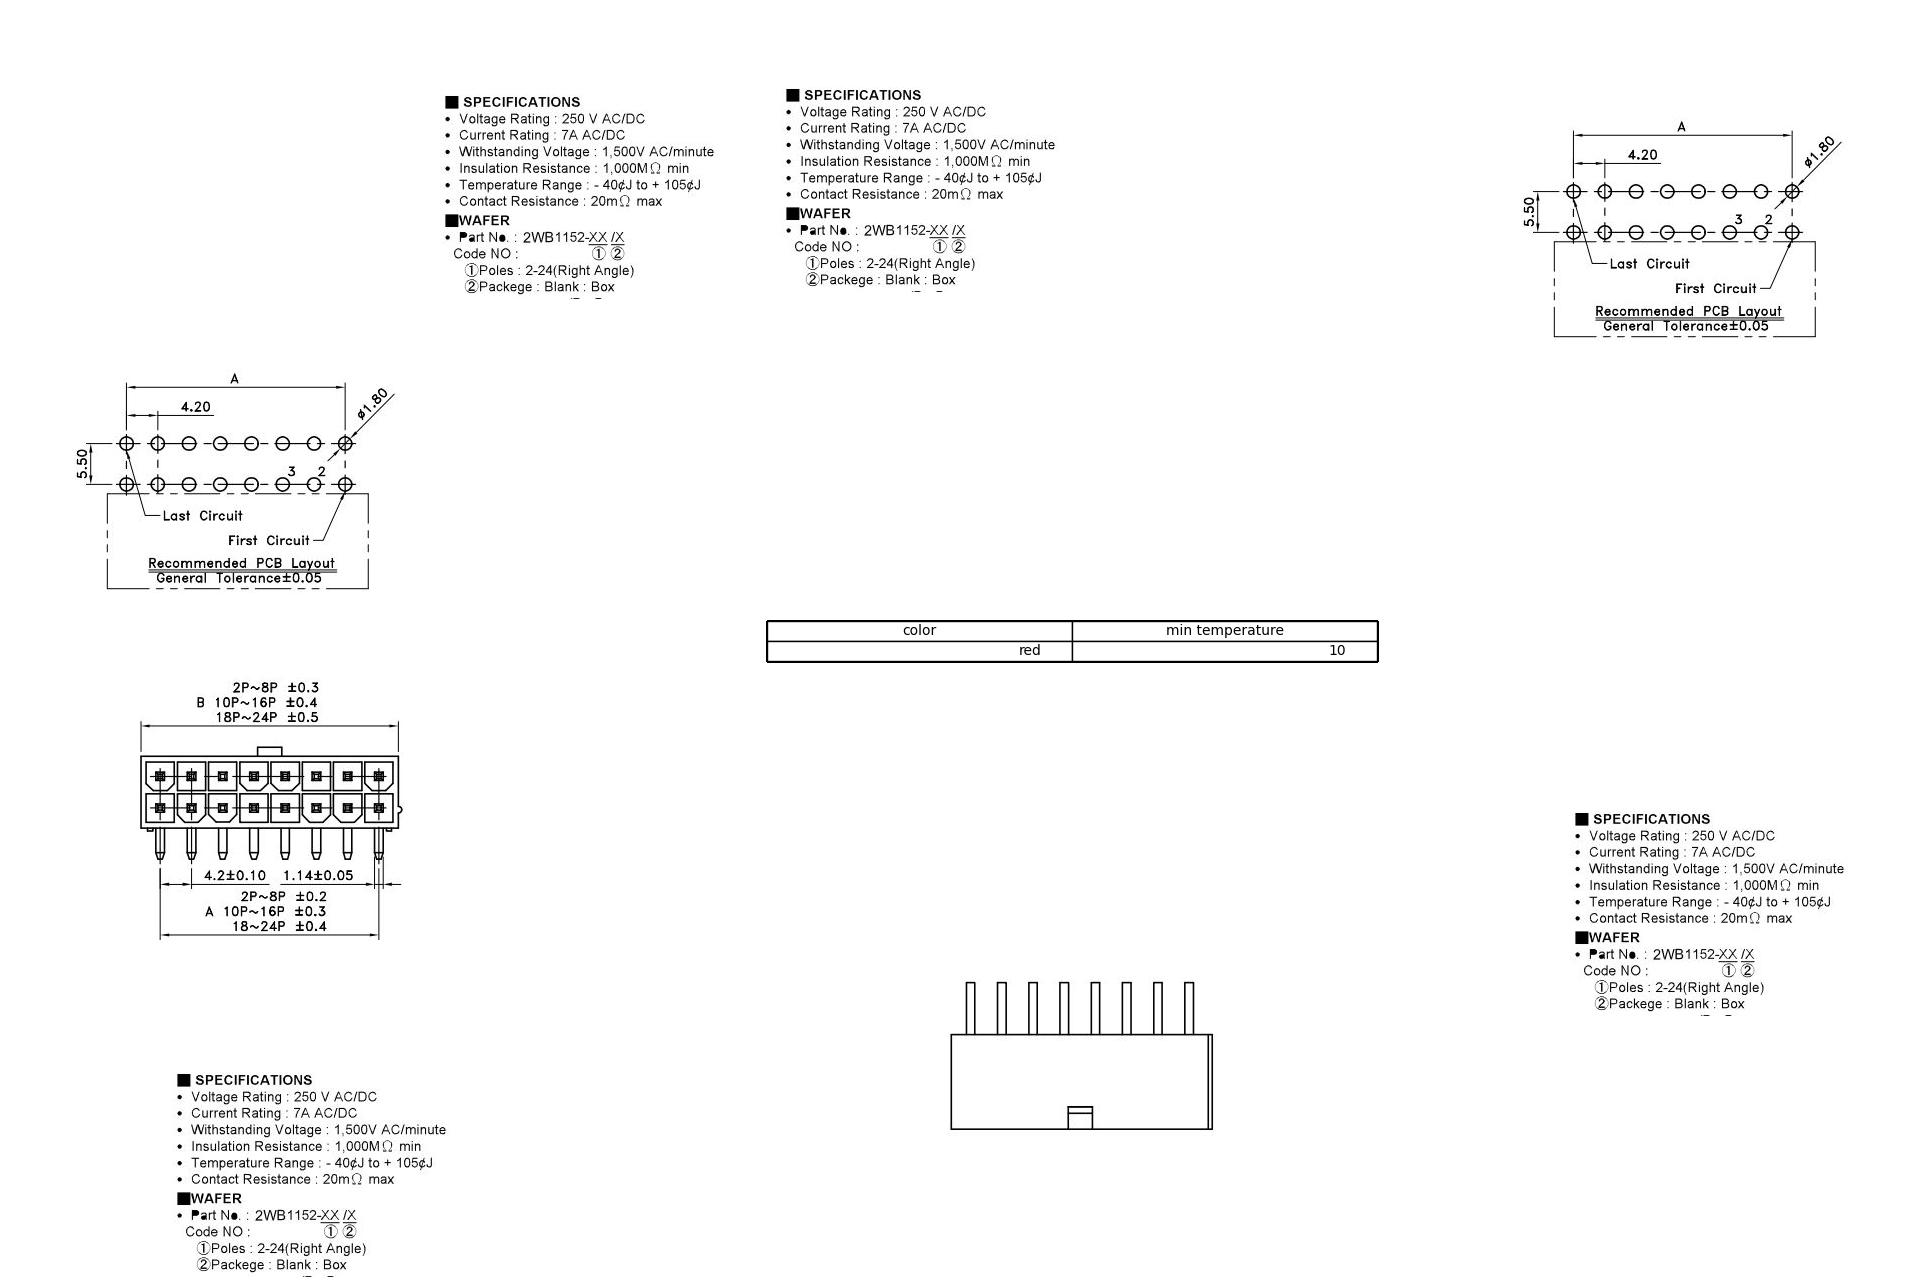 ■ SPECIFICATIONS
• Voltage Rating : 250 V AC/DC
• Current Rating : 7A AC/DC
• Withstanding Voltage : 1,500V AC/minute
• Insulation Resistance : 1,000MΩ min
• Temperature Range : - 40¢J to + 105¢J
• Contact Resistance : 20mΩ max
■WAFER
• Part No. : 2WB1152-XX /X
Code NO : ① ②
①Poles : 2-24(Right Angle)
②Packege : Blank : Box
■ SPECIFICATIONS
• Voltage Rating : 250 V AC/DC
• Current Rating : 7A AC/DC
• Withstanding Voltage : 1,500V AC/minute
• Insulation Resistance : 1,000MΩ min
• Temperature Range : - 40¢J to + 105¢J
• Contact Resistance : 20mΩ max
■WAFER
• Part No. : 2WB1152-XX /X
Code NO : ① ②
①Poles : 2-24(Right Angle)
②Packege : Blank : Box
A
4.20
ø1.80
5.50
3 2
Last Circuit
First Circuit
Recommended PCB Layout
General Tolerance±0.05
A
4.20
ø1.80
5.50
3 2
Last Circuit
First Circuit
Recommended PCB Layout
General Tolerance±0.05
color min temperature
red 10
2P~8P ±0.3
B 10P~16P ±0.4
18P~24P ±0.5
4.2±0.10 1.14±0.05
2P~8P ±0.2
A 10P~16P ±0.3
18~24P ±0.4
■ SPECIFICATIONS
• Voltage Rating : 250 V AC/DC
• Current Rating : 7A AC/DC
• Withstanding Voltage : 1,500V AC/minute
• Insulation Resistance : 1,000MΩ min
• Temperature Range : - 40¢J to + 105¢J
• Contact Resistance : 20mΩ max
■WAFER
• Part No. : 2WB1152-XX /X
Code NO : ① ②
①Poles : 2-24(Right Angle)
②Packege : Blank : Box
■ SPECIFICATIONS
• Voltage Rating : 250 V AC/DC
• Current Rating : 7A AC/DC
• Withstanding Voltage : 1,500V AC/minute
• Insulation Resistance : 1,000MΩ min
• Temperature Range : - 40¢J to + 105¢J
• Contact Resistance : 20mΩ max
■WAFER
• Part No. : 2WB1152-XX /X
Code NO : ① ②
①Poles : 2-24(Right Angle)
②Packege : Blank : Box